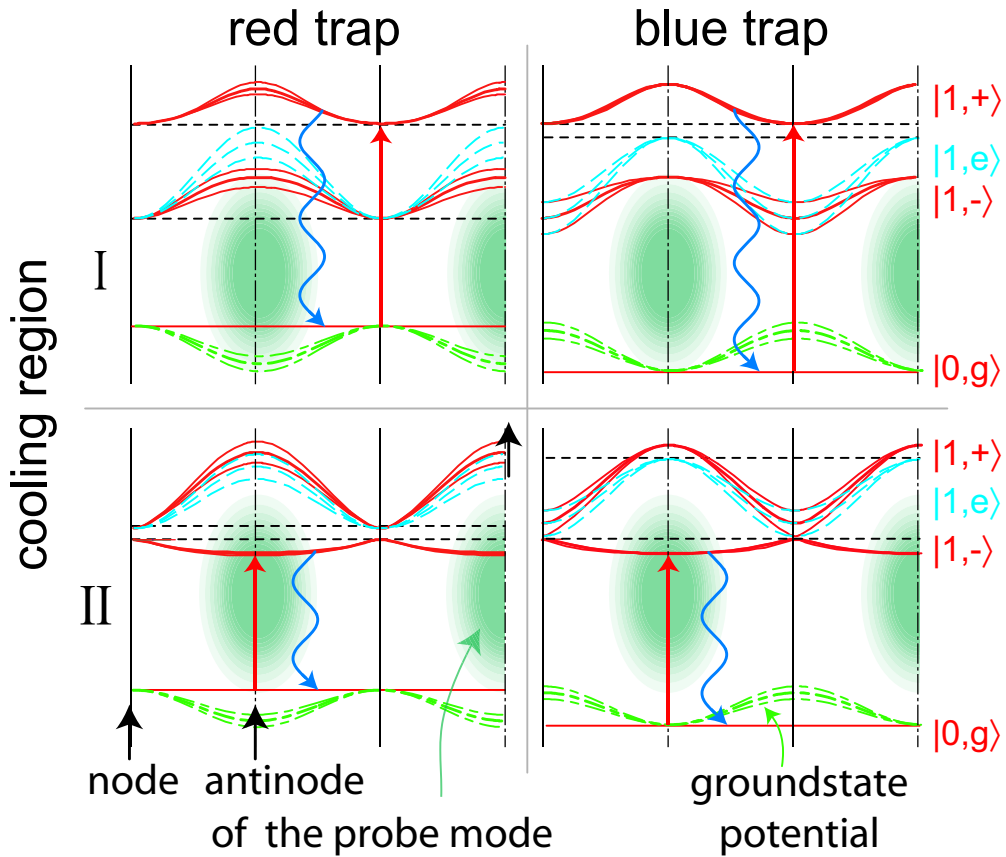 red trap
blue trap
cooling region
I
|1,+⟩
|1,e⟩
|1,-⟩
|0,g⟩
II
|1,+⟩
|1,e⟩
|1,-⟩
|0,g⟩
node
antinode
of the probe mode
groundstate
potential